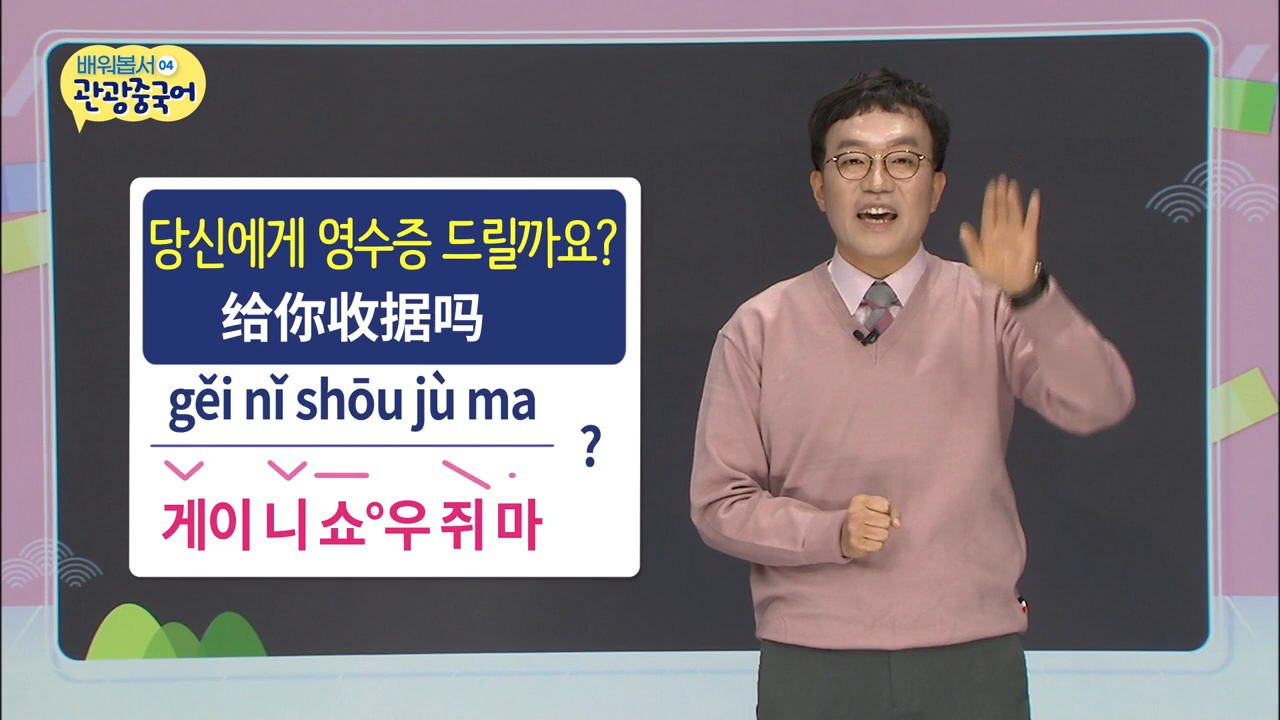 배워봅서 04
관광중국어
당신에게 영수증 드릴까요?
给你收据吗
gěi nǐ shōu jù ma
?
게이 니 쇼°우 쥐 마